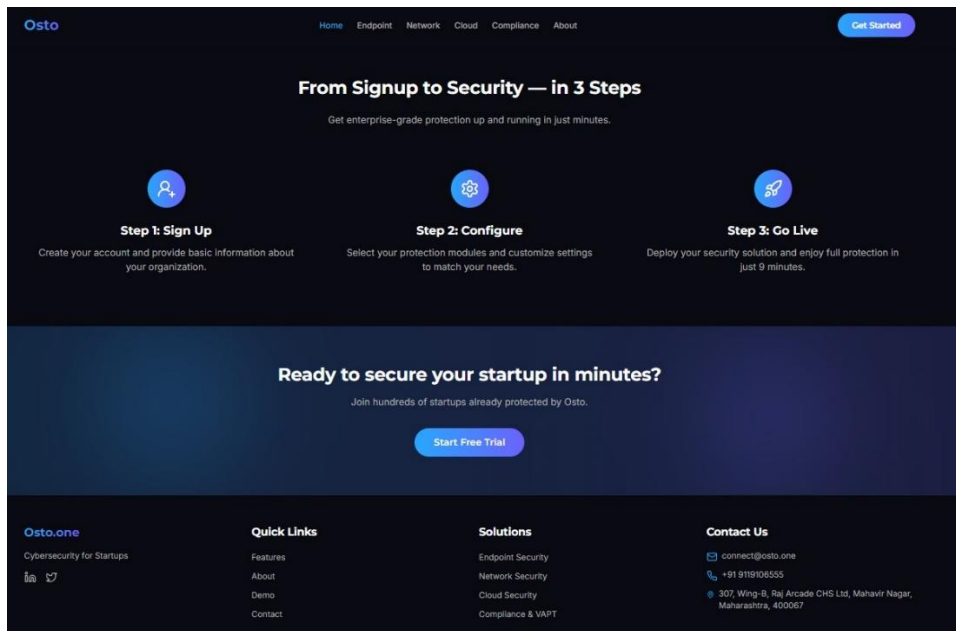 Osto
Home Endpoint Network Cloud Compliance About
Get Started
From Signup to Security — in 3 Steps
Get enterprise-grade protection up and running in just minutes.
Step 1: Sign Up
Create your account and provide basic information about
your organization.
Step 2: Configure
Select your protection modules and customize settings
to match your needs.
Step 3: Go Live
Deploy your security solution and enjoy full protection in
just 9 minutes.
Ready to secure your startup in minutes?
Join hundreds of startups already protected by Osto.
Start Free Trial
Osto.one
Cybersecurity for Startups
Quick Links
Features
About
Demo
Contact
Solutions
Endpoint Security
Network Security
Cloud Security
Compliance & VAPT
Contact Us
connect@osto.one
+91 9119106555
307, Wing-B, Raj Arcade CHS Ltd, Mahavir Nagar,
Maharashtra, 400067